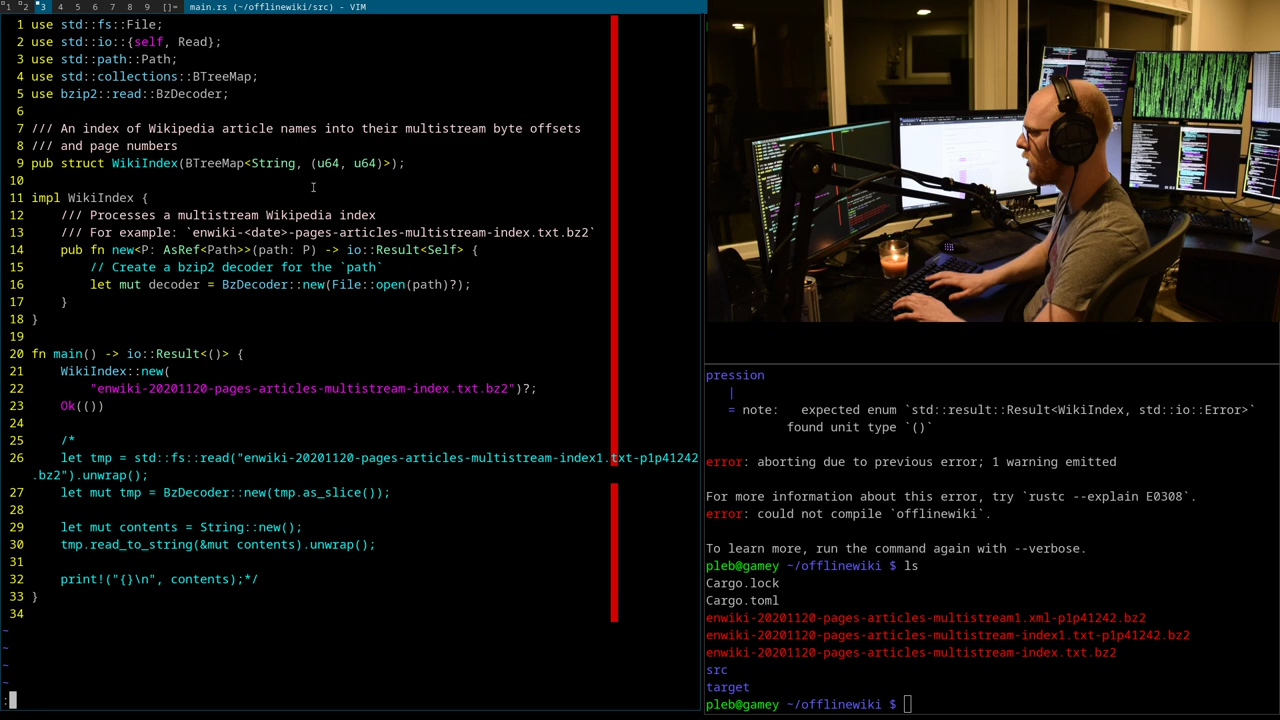 1 2 3 4 5 6 7 8 9 []= main.rs (~/offlinewiki/src) - VIM
1 use std::fs::File;
2 use std::io::{self, Read};
3 use std::path::Path;
4 use std::collections::BTreeMap;
5 use bzip2::read::BzDecoder;
6
7 /// An index of Wikipedia article names into their multistream byte offsets
8 /// and page numbers
9 pub struct WikiIndex(BTreeMap<String, (u64, u64)>);
10
11 impl WikiIndex {
12     /// Processes a multistream Wikipedia index
13     /// For example: `enwiki-<date>-pages-articles-multistream-index.txt.bz2`
14     pub fn new<P: AsRef<Path>>(path: P) -> io::Result<Self> {
15         // Create a bzip2 decoder for the `path`
16         let mut decoder = BzDecoder::new(File::open(path)?);
17     }
18 }
19
20 fn main() -> io::Result<()> {
21     WikiIndex::new(
22         "enwiki-20201120-pages-articles-multistream-index.txt.bz2")?;
23     Ok(())
24
25     /*
26     let tmp = std::fs::read("enwiki-20201120-pages-articles-multistream-index1.txt-p1p41242
.bz2").unwrap();
27     let mut tmp = BzDecoder::new(tmp.as_slice());
28
29     let mut contents = String::new();
30     tmp.read_to_string(&mut contents).unwrap();
31
32     print!("{}\n", contents);*/
33 }
34
~
~
~
~
:
pression
|
= note:   expected enum `std::result::Result<WikiIndex, std::io::Error>`
found unit type `()`
error: aborting due to previous error; 1 warning emitted
For more information about this error, try `rustc --explain E0308`.
error: could not compile `offlinewiki`.
To learn more, run the command again with --verbose.
pleb@gamey ~/offlinewiki $ ls
Cargo.lock
Cargo.toml
enwiki-20201120-pages-articles-multistream1.xml-p1p41242.bz2
enwiki-20201120-pages-articles-multistream-index1.txt-p1p41242.bz2
enwiki-20201120-pages-articles-multistream-index.txt.bz2
src
target
pleb@gamey ~/offlinewiki $